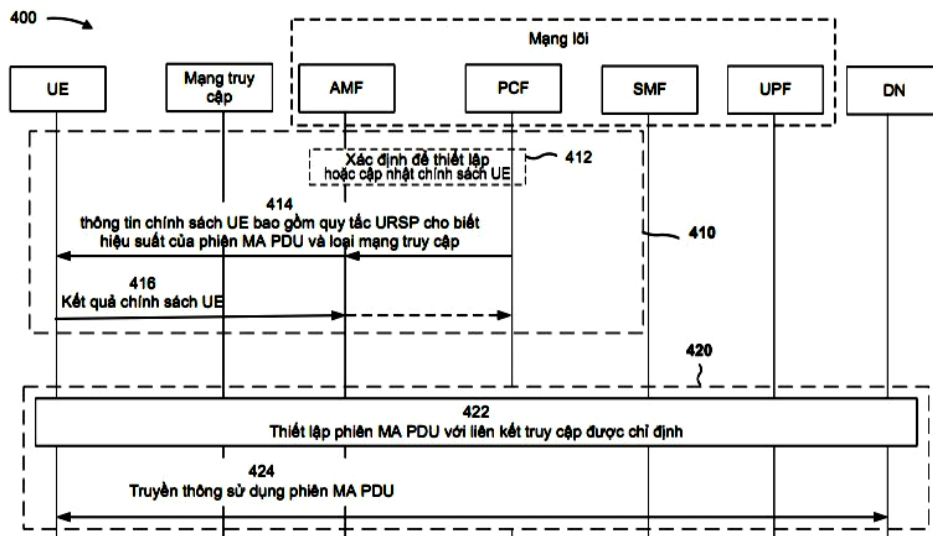 400
Mạng lõi
UE
Mạng truy
cập
AMF
PCF
SMF
UPF
DN
Xác định để thiết lập
hoặc cập nhật chính sách UE
412
414
thông tin chính sách UE bao gồm quy tắc URSP cho biết
hiệu suất của phiên MA PDU và loại mạng truy cập
410
416
Kết quả chính sách UE
420
422
Thiết lập phiên MA PDU với liên kết truy cập được chỉ định
424
Truyền thông sử dụng phiên MA PDU